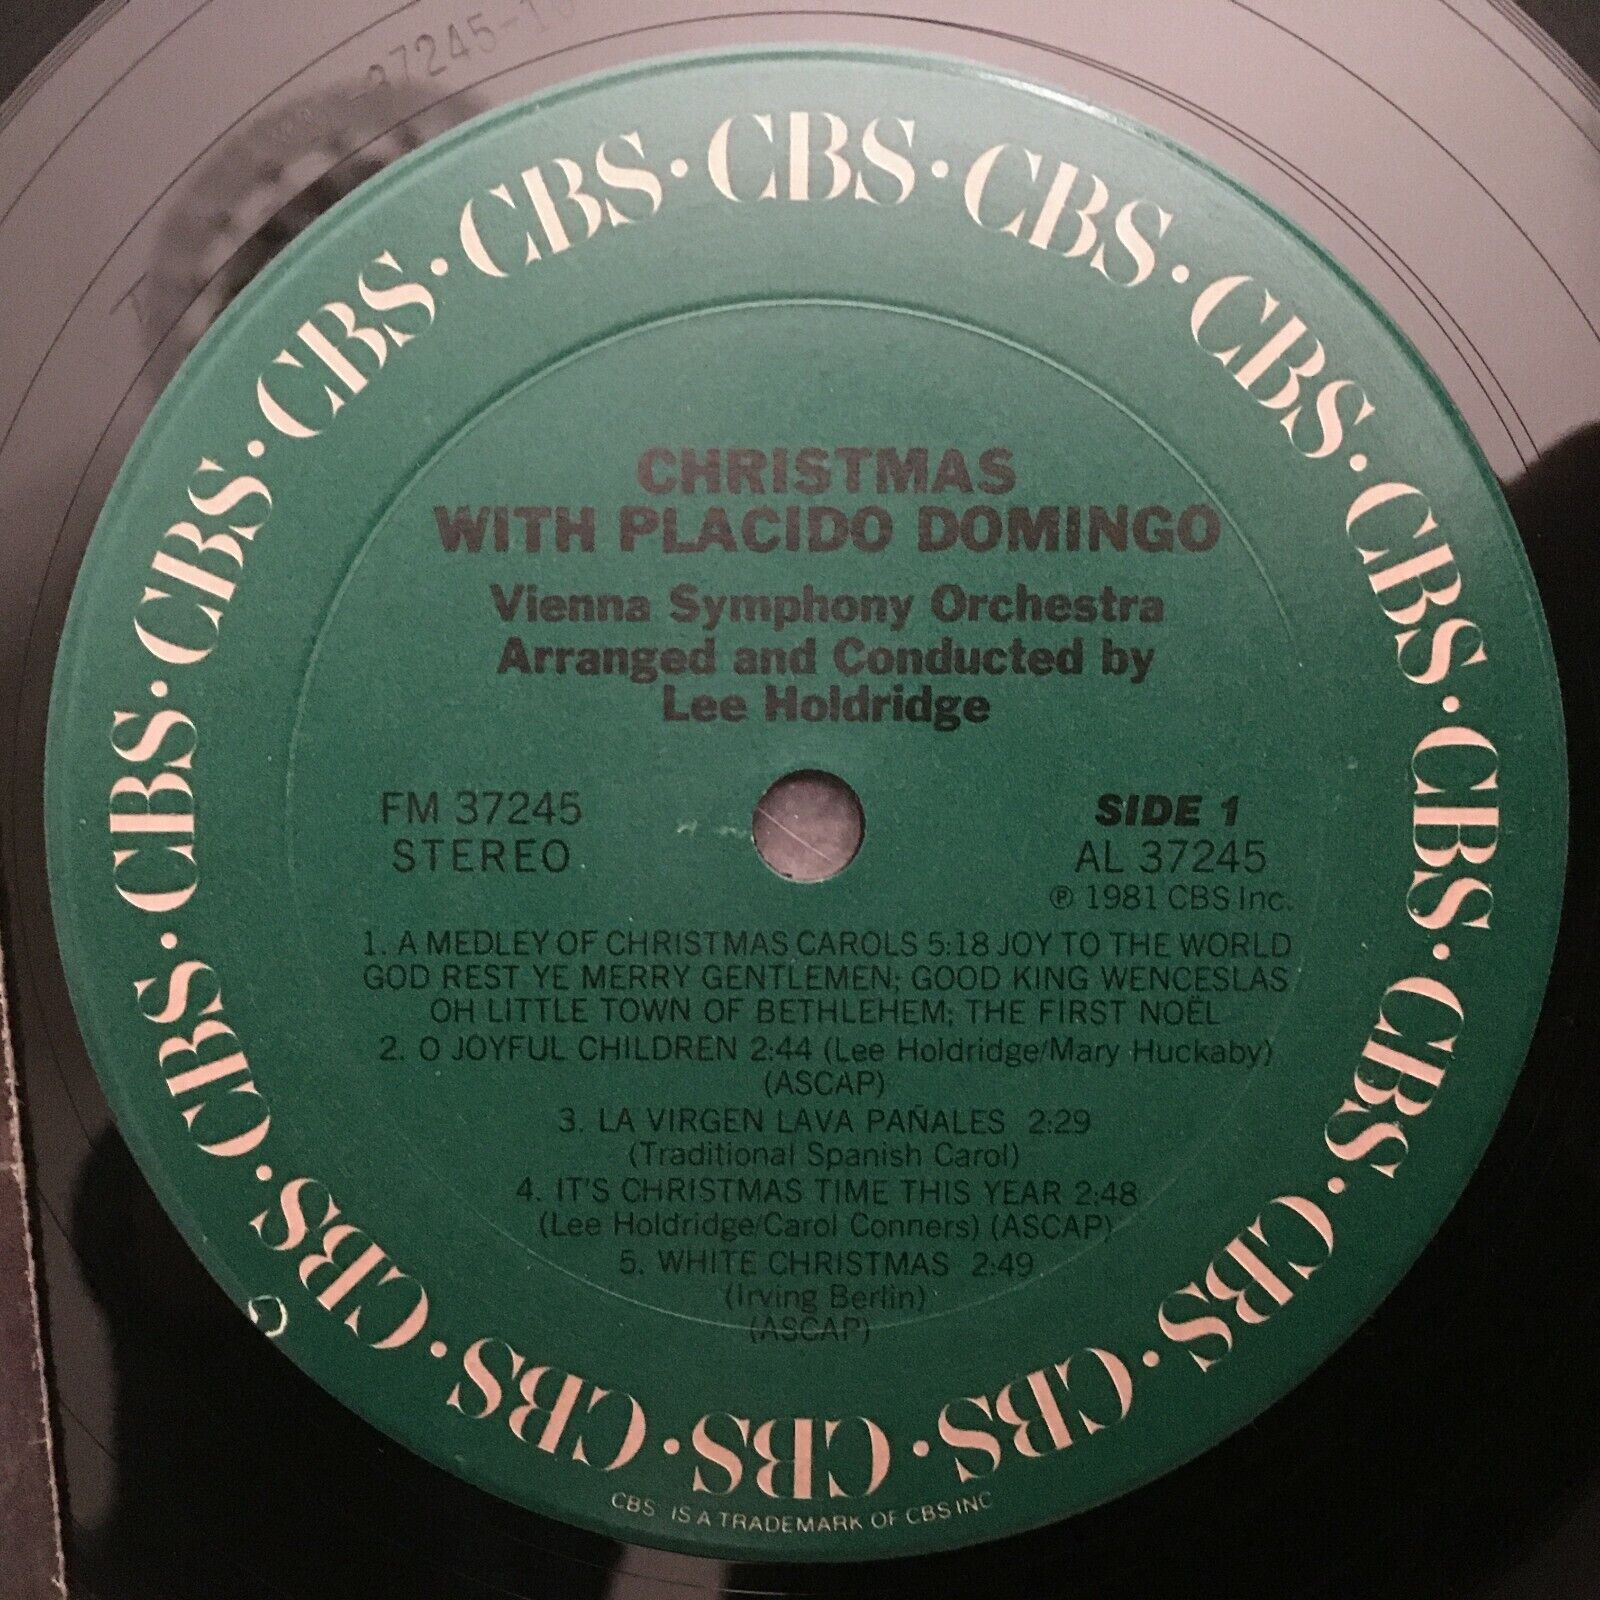 37245-1
CBS · CBS · CBS · CBS · CBS · CBS · CBS · CBS · CBS · CBS · CBS · CBS · CBS · CBS · CBS · CBS · CBS · CBS ·
CHRISTMAS
WITH PLACIDO DOMINGO
Vienna Symphony Orchestra
Arranged and Conducted by
Lee Holdridge
FM 37245
STEREO
SIDE 1
AL 37245
℗ 1981 CBS Inc.
1. A MEDLEY OF CHRISTMAS CAROLS 5:18 JOY TO THE WORLD
GOD REST YE MERRY GENTLEMEN; GOOD KING WENCESLAS
OH LITTLE TOWN OF BETHLEHEM; THE FIRST NOËL
2. O JOYFUL CHILDREN 2:44 (Lee Holdridge/Mary Huckaby)
(ASCAP)
3. LA VIRGEN LAVA PAÑALES 2:29
(Traditional Spanish Carol)
4. IT'S CHRISTMAS TIME THIS YEAR 2:48
(Lee Holdridge/Carol Conners) (ASCAP)
5. WHITE CHRISTMAS 2:49
(Irving Berlin)
(ASCAP)
CBS IS A TRADEMARK OF CBS INC